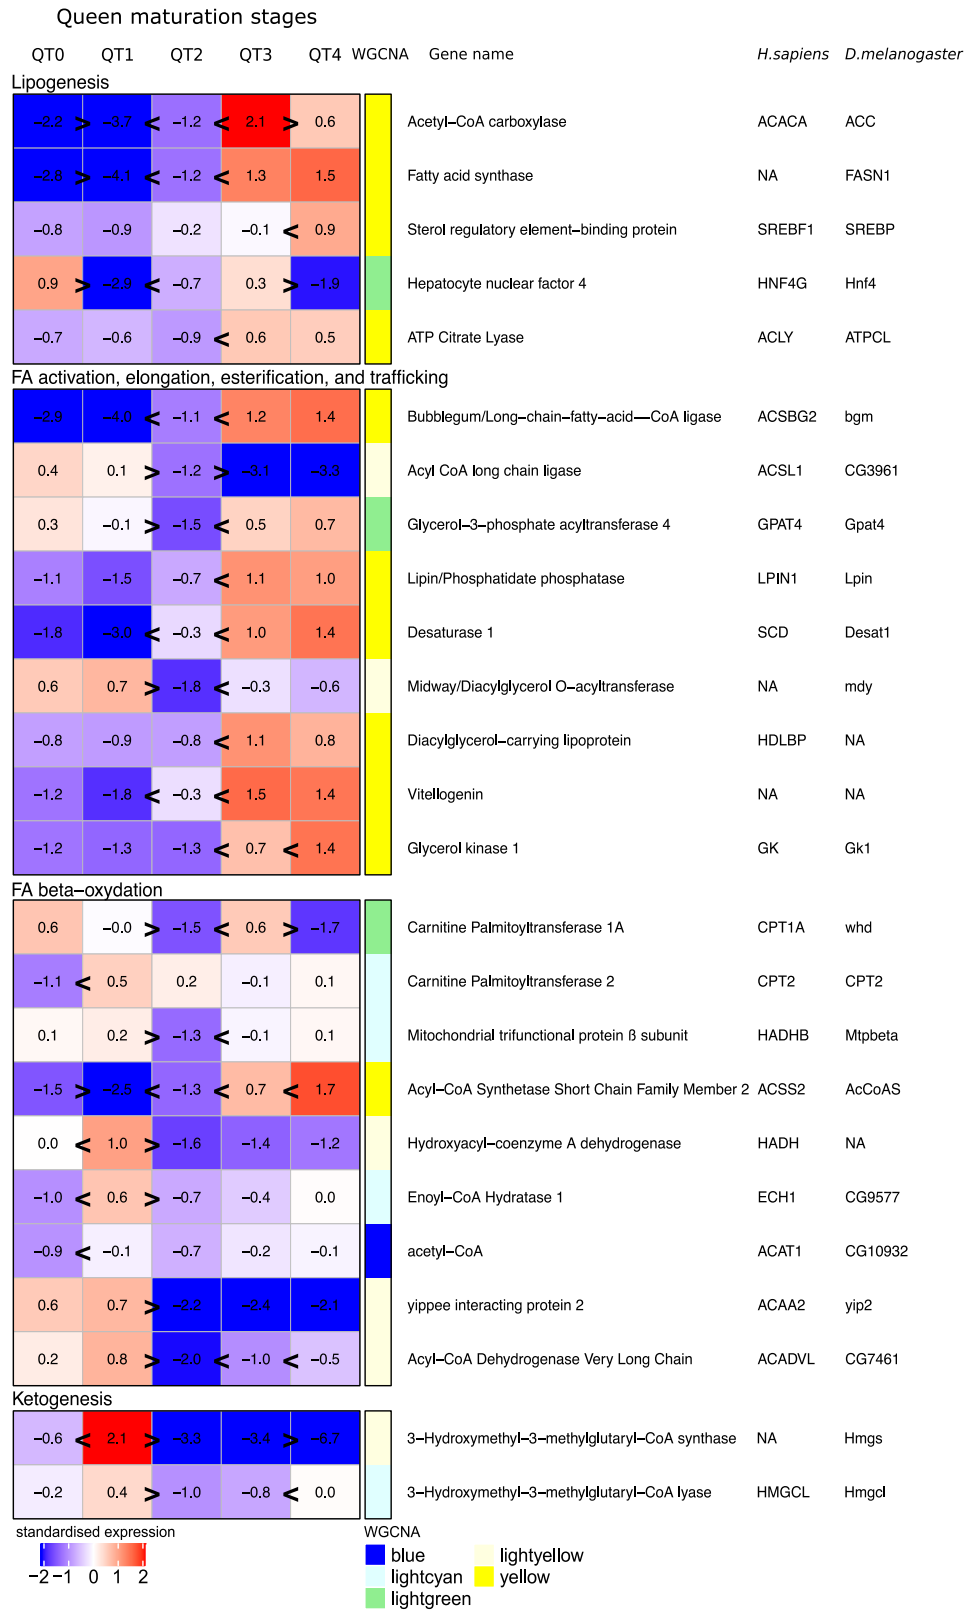 Queen maturation stages
QT0 QT1 QT2 QT3 QT4 WGCNA Gene name H.sapiens D.melanogaster
Lipogenesis
−2.2 > −3.7 < −1.2 < 2.1 > 0.6 Acetyl−CoA carboxylase ACACA ACC
−2.8 > −4.1 < −1.2 < 1.3 1.5 Fatty acid synthase NA FASN1
−0.8 −0.9 −0.2 −0.1 < 0.9 Sterol regulatory element−binding protein SREBF1 SREBP
0.9 > −2.9 < −0.7 0.3 > −1.9 Hepatocyte nuclear factor 4 HNF4G Hnf4
−0.7 −0.6 −0.9 < 0.6 0.5 ATP Citrate Lyase ACLY ATPCL
FA activation, elongation, esterification, and trafficking
−2.9 −4.0 < −1.1 < 1.2 1.4 Bubblegum/Long−chain−fatty−acid−−CoA ligase ACSBG2 bgm
0.4 0.1 > −1.2 > −3.1 −3.3 Acyl CoA long chain ligase ACSL1 CG3961
0.3 −0.1 > −1.5 < 0.5 0.7 Glycerol−3−phosphate acyltransferase 4 GPAT4 Gpat4
−1.1 −1.5 −0.7 < 1.1 1.0 Lipin/Phosphatidate phosphatase LPIN1 Lpin
−1.8 −3.0 < −0.3 < 1.0 1.4 Desaturase 1 SCD Desat1
0.6 0.7 > −1.8 < −0.3 −0.6 Midway/Diacylglycerol O−acyltransferase NA mdy
−0.8 −0.9 −0.8 < 1.1 0.8 Diacylglycerol−carrying lipoprotein HDLBP NA
−1.2 −1.8 < −0.3 < 1.5 1.4 Vitellogenin NA NA
−1.2 −1.3 −1.3 < 0.7 < 1.4 Glycerol kinase 1 GK Gk1
FA beta−oxydation
0.6 −0.0 > −1.5 < 0.6 > −1.7 Carnitine Palmitoyltransferase 1A CPT1A whd
−1.1 < 0.5 0.2 −0.1 0.1 Carnitine Palmitoyltransferase 2 CPT2 CPT2
0.1 0.2 > −1.3 < −0.1 0.1 Mitochondrial trifunctional protein ß subunit HADHB Mtpbeta
−1.5 > −2.5 < −1.3 < 0.7 < 1.7 Acyl−CoA Synthetase Short Chain Family Member 2 ACSS2 AcCoAS
0.0 < 1.0 > −1.6 −1.4 −1.2 Hydroxyacyl−coenzyme A dehydrogenase HADH NA
−1.0 < 0.6 > −0.7 −0.4 0.0 Enoyl−CoA Hydratase 1 ECH1 CG9577
−0.9 < −0.1 −0.7 −0.2 −0.1 acetyl−CoA ACAT1 CG10932
0.6 0.7 > −2.2 −2.4 −2.1 yippee interacting protein 2 ACAA2 yip2
0.2 0.8 > −2.0 < −1.0 < −0.5 Acyl−CoA Dehydrogenase Very Long Chain ACADVL CG7461
Ketogenesis
−0.6 < 2.1 > −3.3 −3.4 > −6.7 3−Hydroxymethyl−3−methylglutaryl−CoA synthase NA Hmgs
−0.2 0.4 > −1.0 −0.8 < 0.0 3−Hydroxymethyl−3−methylglutaryl−CoA lyase HMGCL Hmgcl
standardised expression
−2 −1 0 1 2
WGCNA
blue lightyellow
lightcyan yellow
lightgreen